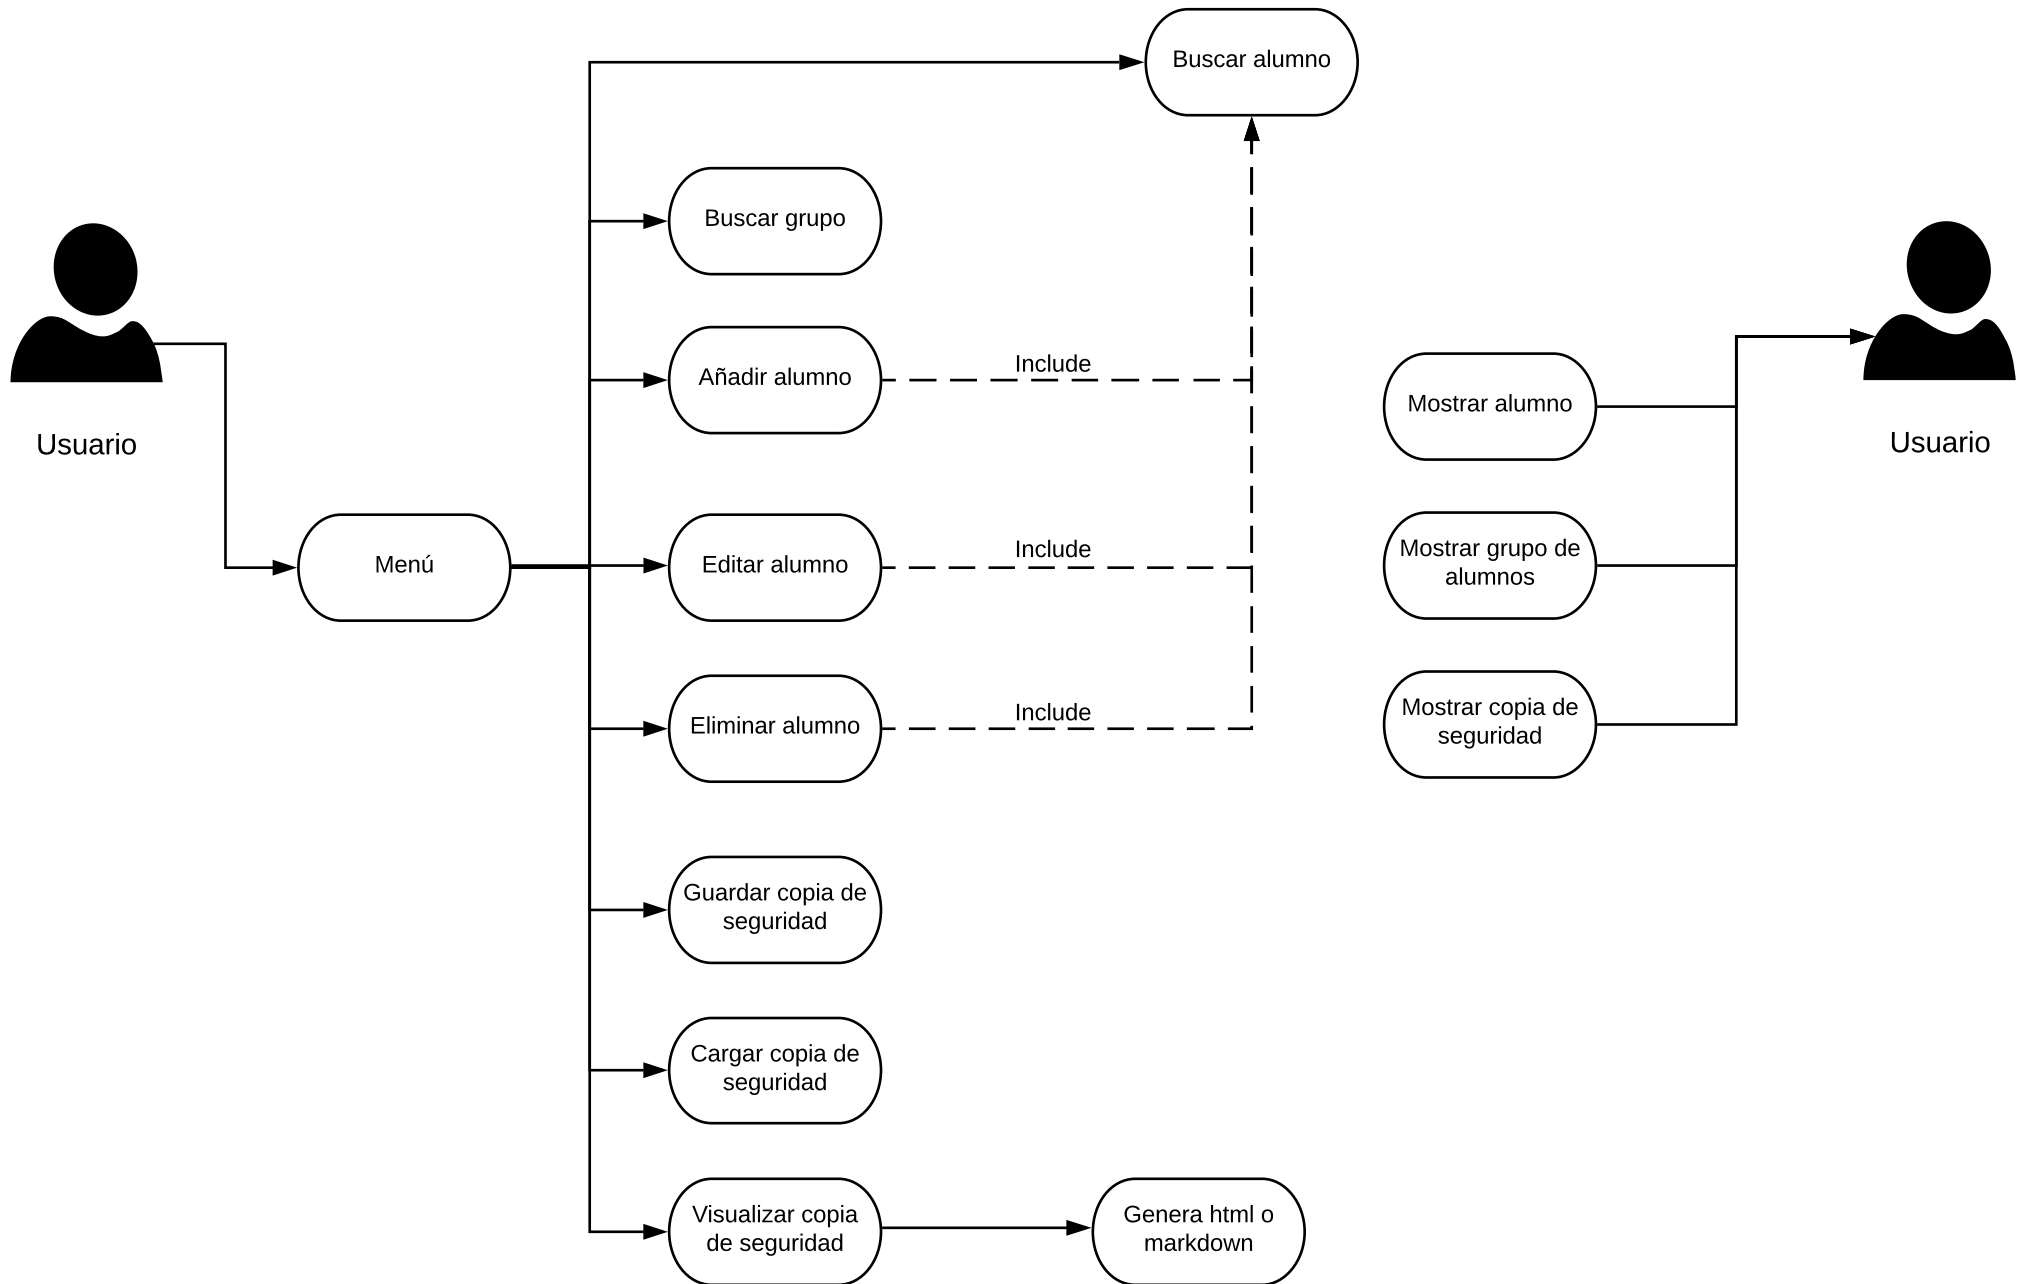 Buscar alumno
Buscar grupo
Añadir alumno
Include
Mostrar alumno
Usuario
Usuario
Menú
Editar alumno
Include
Mostrar grupo de
alumnos
Eliminar alumno
Include
Mostrar copia de
seguridad
Guardar copia de
seguridad
Cargar copia de
seguridad
Visualizar copia
de seguridad
Genera html o
markdown